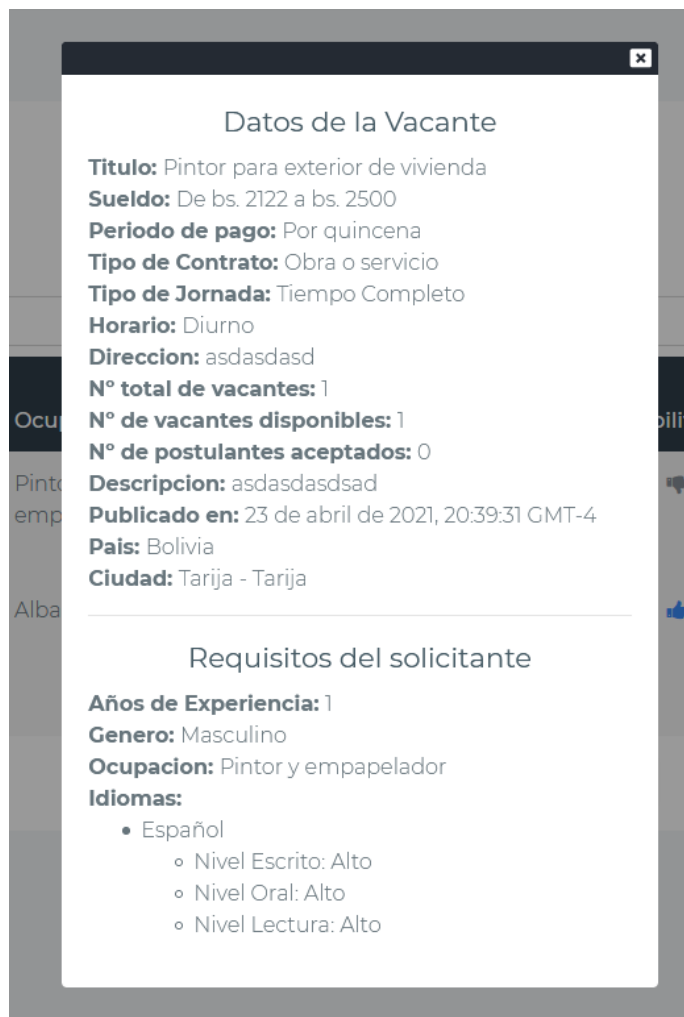 Datos de la Vacante
Titulo: Pintor para exterior de vivienda
Sueldo: De bs. 2122 a bs. 2500
Periodo de pago: Por quincena
Tipo de Contrato: Obra o servicio
Tipo de Jornada: Tiempo Completo
Horario: Diurno
Direccion: asdasdasd
Nº total de vacantes: 1
Nº de vacantes disponibles: 1
Nº de postulantes aceptados: 0
Descripcion: asdasdasdsad
Publicado en: 23 de abril de 2021, 20:39:31 GMT-4
Pais: Bolivia
Ciudad: Tarija - Tarija
Requisitos del solicitante
Años de Experiencia: 1
Genero: Masculino
Ocupacion: Pintor y empapelador
Idiomas:
Español
Nivel Escrito: Alto
Nivel Oral: Alto
Nivel Lectura: Alto